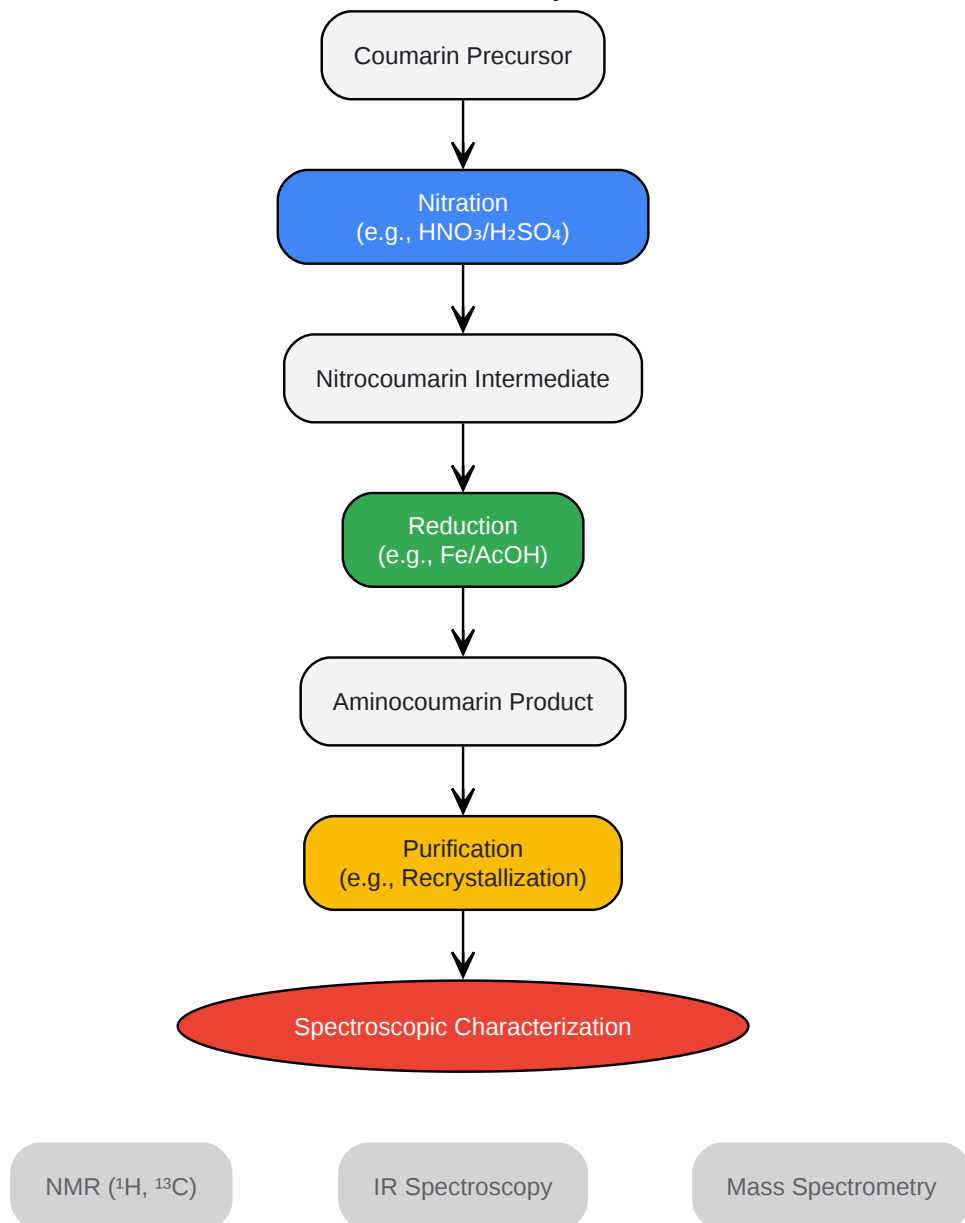 Coumarin Precursor
Nitration
(e.g., HNO₃/H₂SO₄)
Nitrocoumarin Intermediate
Reduction
(e.g., Fe/AcOH)
Aminocoumarin Product
Purification
(e.g., Recrystallization)
Spectroscopic Characterization
NMR (¹H, ¹³C)
IR Spectroscopy
Mass Spectrometry